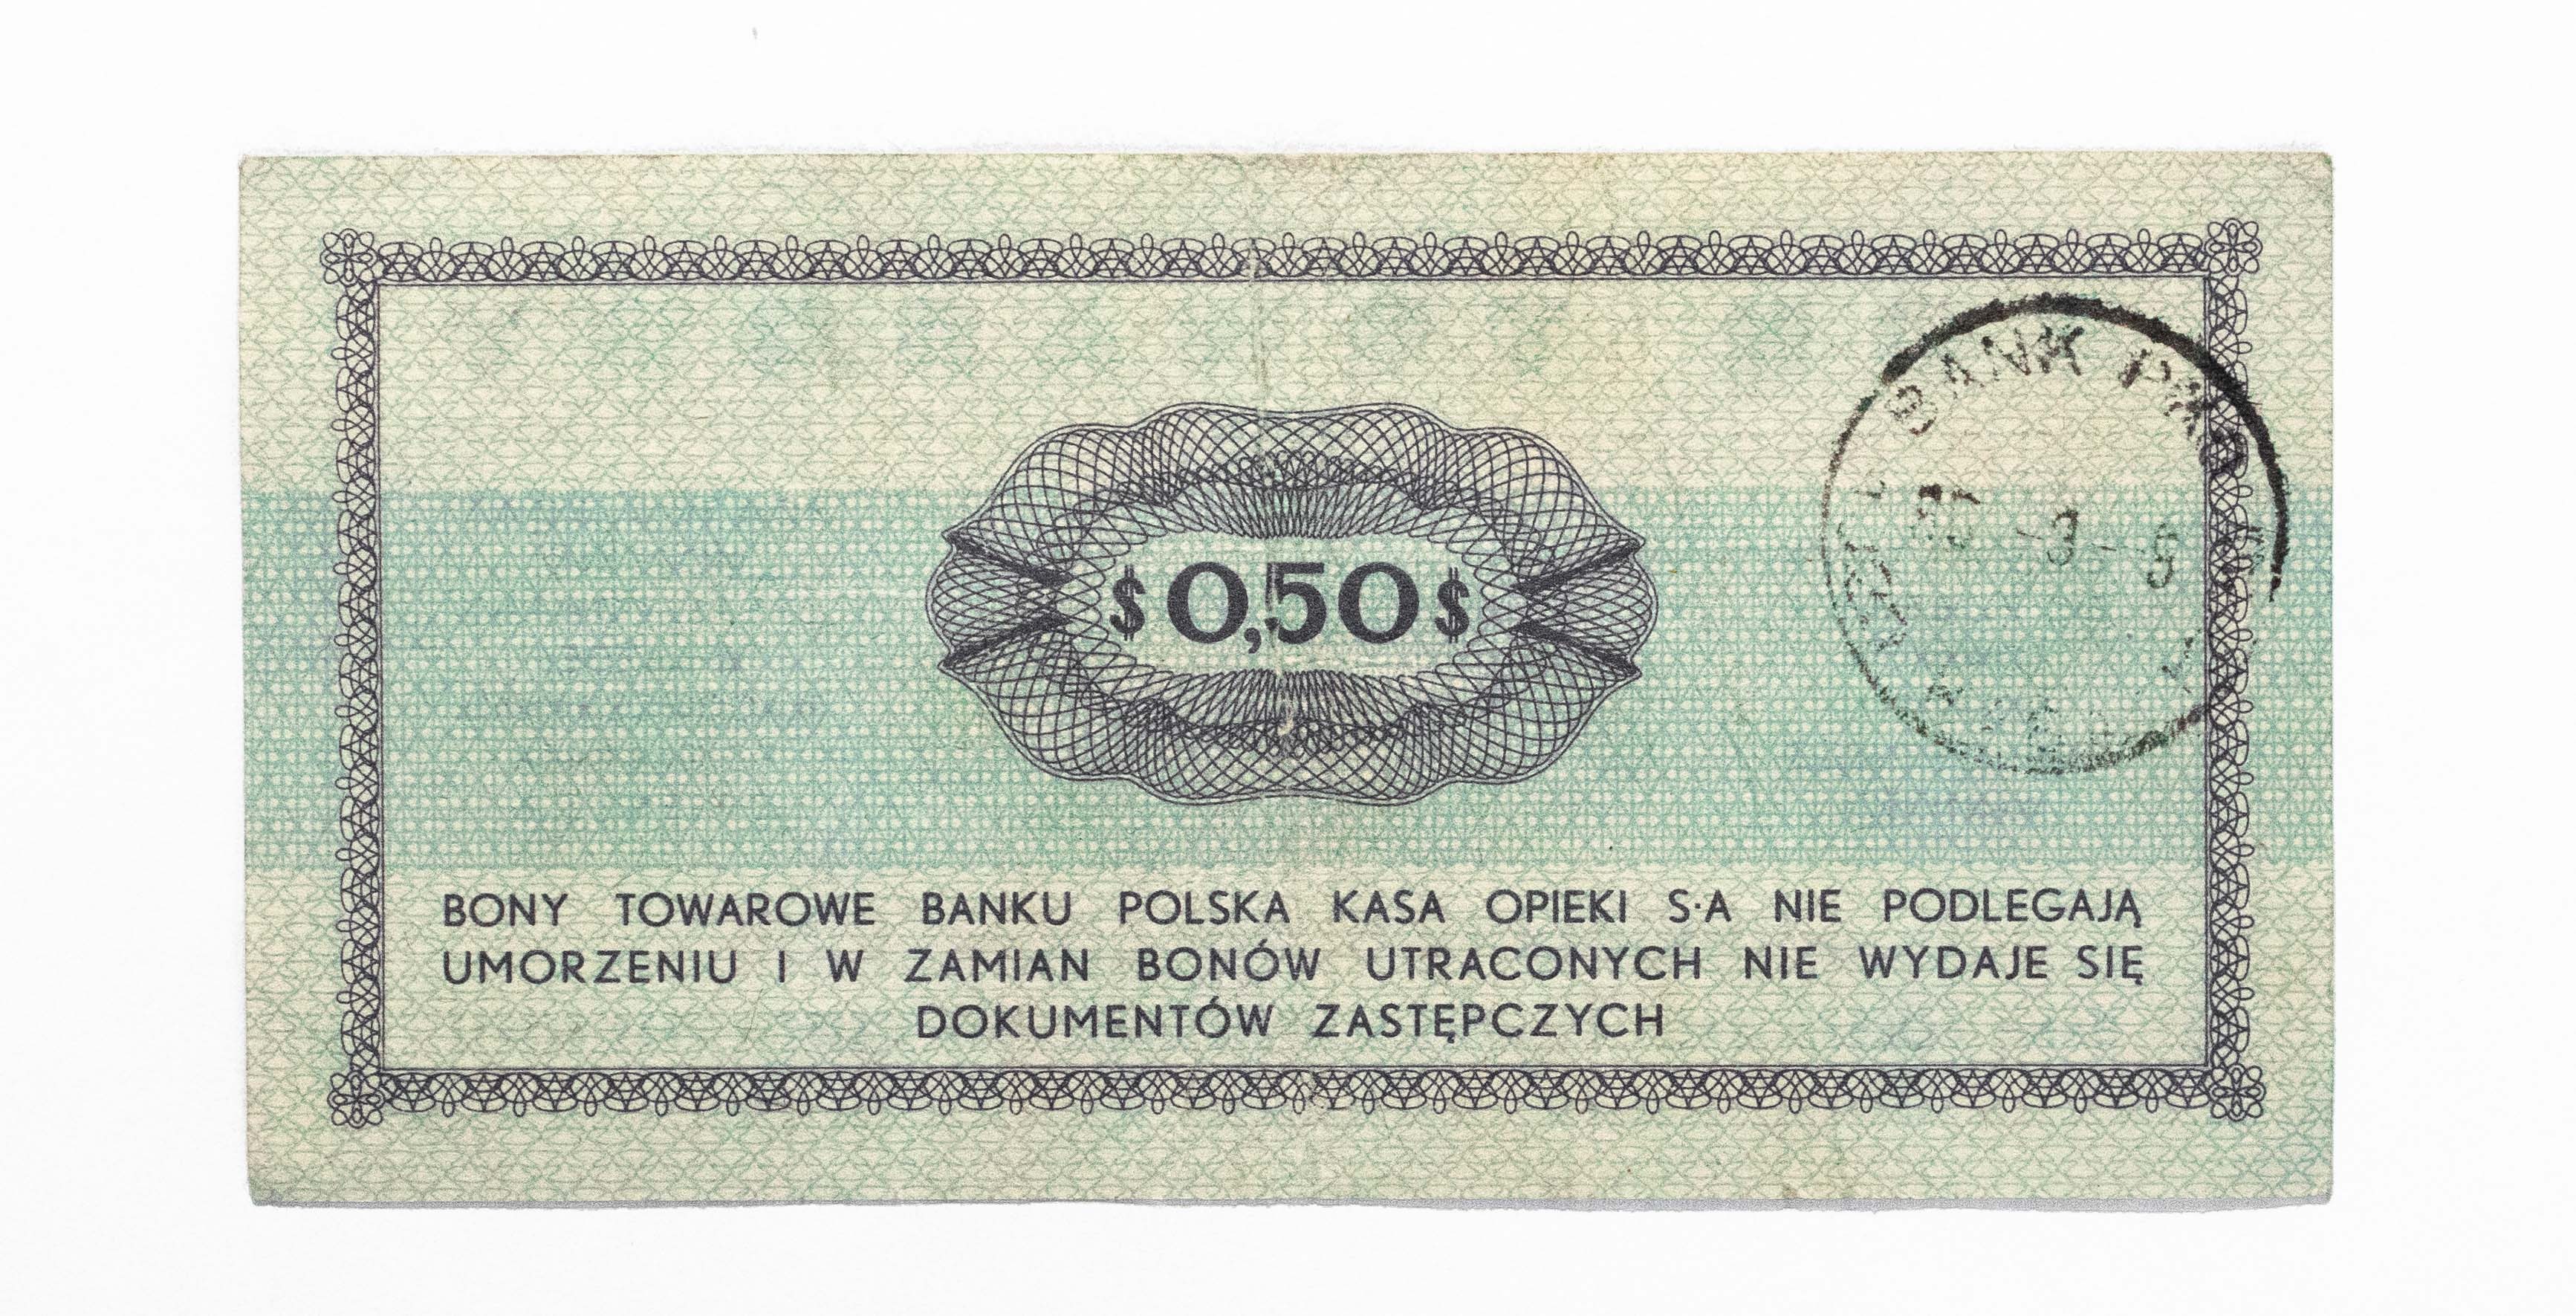 BANK PKO
$ 0,50 $
BONY TOWAROWE BANKU POLSKA KASA OPIEKI S·A NIE PODLEGAJĄ
UMORZENIU I W ZAMIAN BONÓW UTRACONYCH NIE WYDAJE SIĘ
DOKUMENTÓW ZASTĘPCZYCH